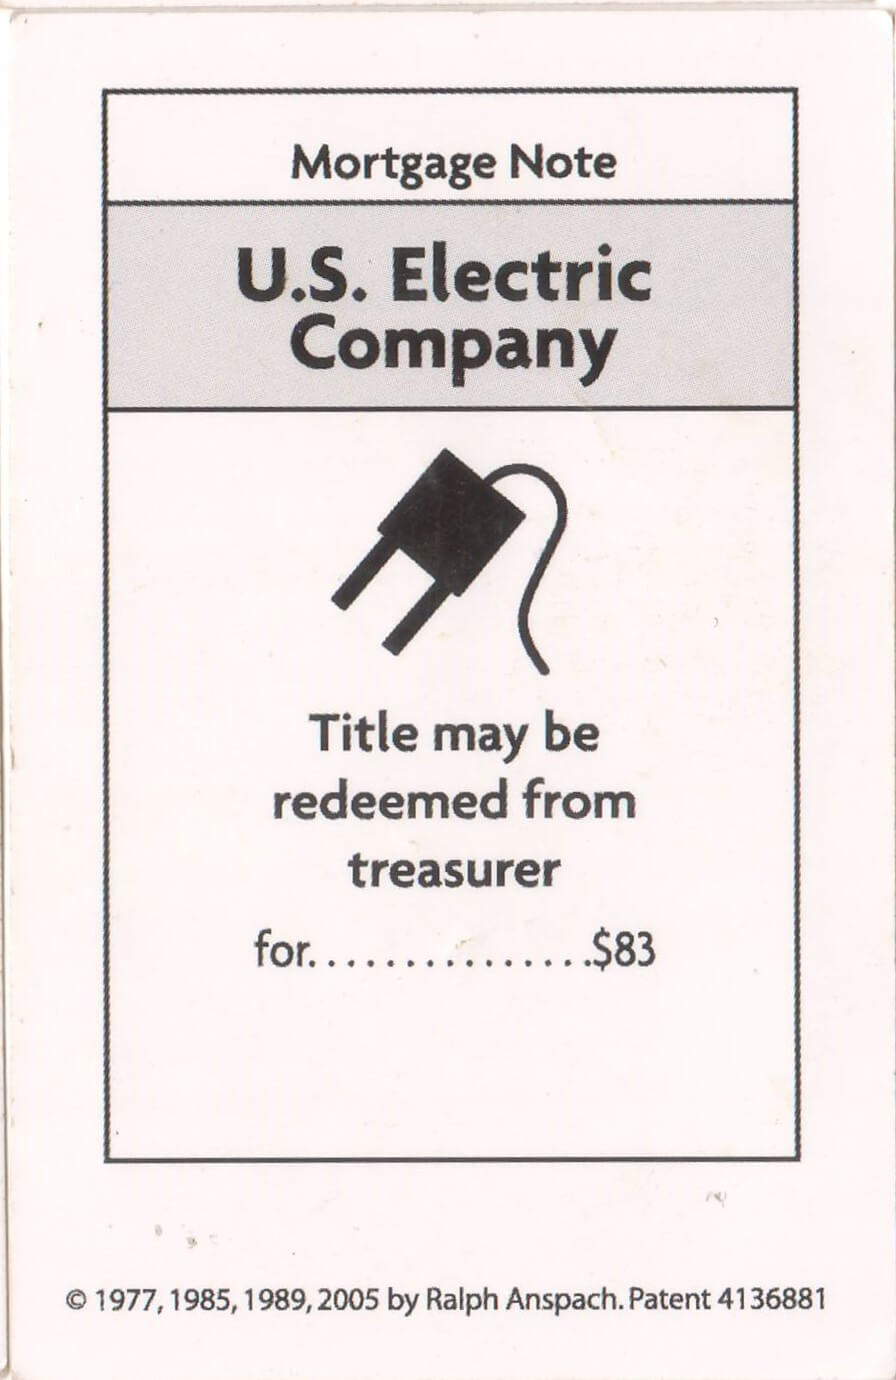 Mortgage Note
U.S. Electric
Company
Title may be
redeemed from
treasurer
for................$83
© 1977, 1985, 1989, 2005 by Ralph Anspach. Patent 4136881